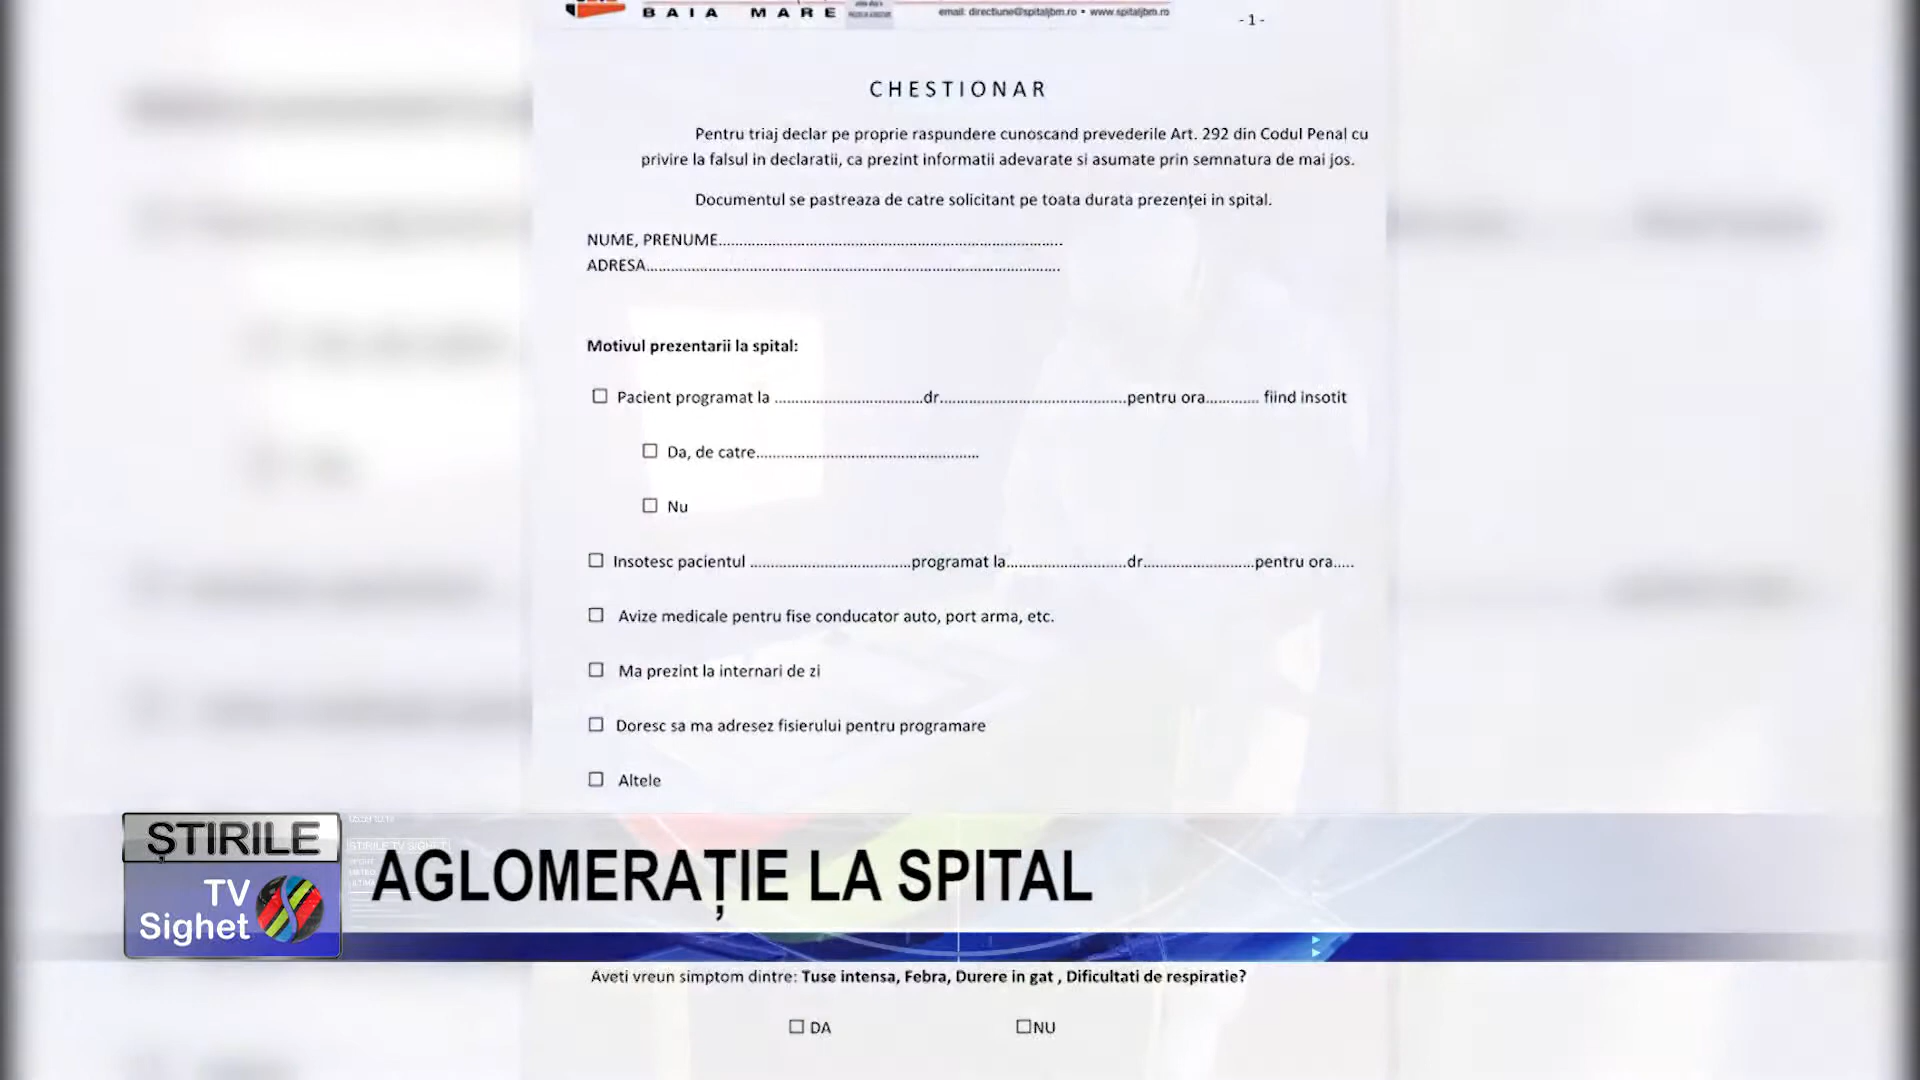 BAIA MARE
email: directiune@spitaljbm.ro • www.spitaljbm.ro
- 1 -
CHESTIONAR
Pentru triaj declar pe proprie raspundere cunoscand prevederile Art. 292 din Codul Penal cu
privire la falsul in declaratii, ca prezint informatii adevarate si asumate prin semnatura de mai jos.
Documentul se pastreaza de catre solicitant pe toata durata prezenței in spital.
NUME, PRENUME......................................................................
ADRESA......................................................................
Motivul prezentarii la spital:
☐ Pacient programat la ................................dr........................................pentru ora............ fiind insotit
☐ Da, de catre................................................
☐ Nu
☐ Insotesc pacientul ...................................programat la..........................dr........................pentru ora.....
☐ Avize medicale pentru fise conducator auto, port arma, etc.
☐ Ma prezint la internari de zi
☐ Doresc sa ma adresez fisierului pentru programare
☐ Altele
ȘTIRILE
TV
Sighet
STIRILE TV SIGHET
AGLOMERAȚIE LA SPITAL
Aveti vreun simptom dintre: Tuse intensa, Febra, Durere in gat , Dificultati de respiratie?
☐ DA ☐NU